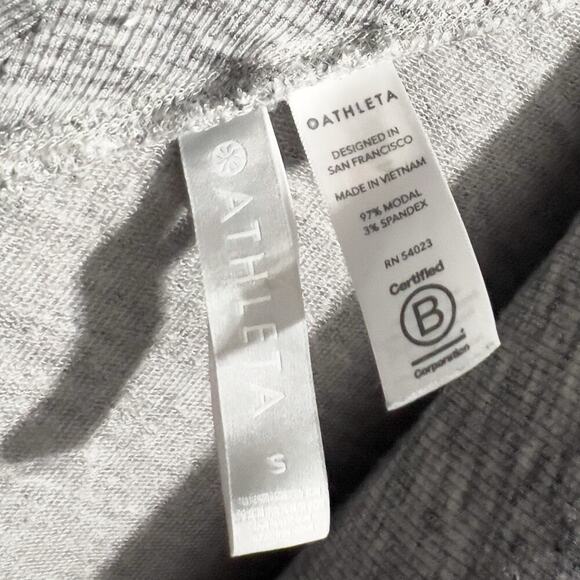 ATHLETA
S
ATHLETA
DESIGNED IN
SAN FRANCISCO
MADE IN VIETNAM
97% MODAL
3% SPANDEX
RN 54023
Certified
B
Corporation